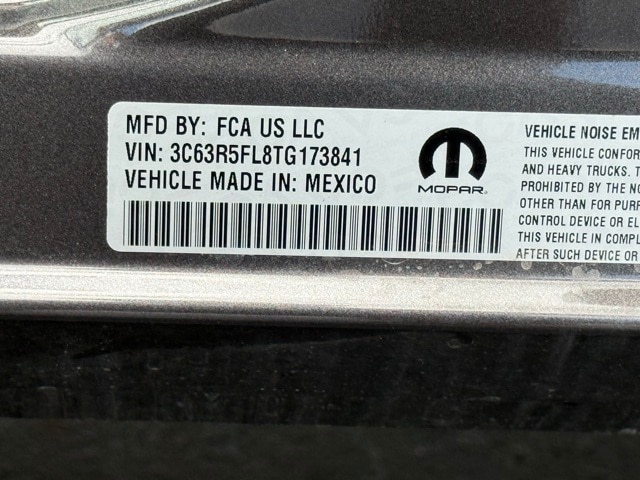 MFD BY: FCA US LLC
VIN: 3C63R5FL8TG173841
VEHICLE MADE IN: MEXICO
MOPAR
VEHICLE NOISE EM
THIS VEHICLE CONFOR
AND HEAVY TRUCKS. T
PROHIBITED BY THE NO
OTHER THAN FOR PURP
CONTROL DEVICE OR EL
THIS VEHICLE IN COMPL
AFTER SUCH DEVICE OR